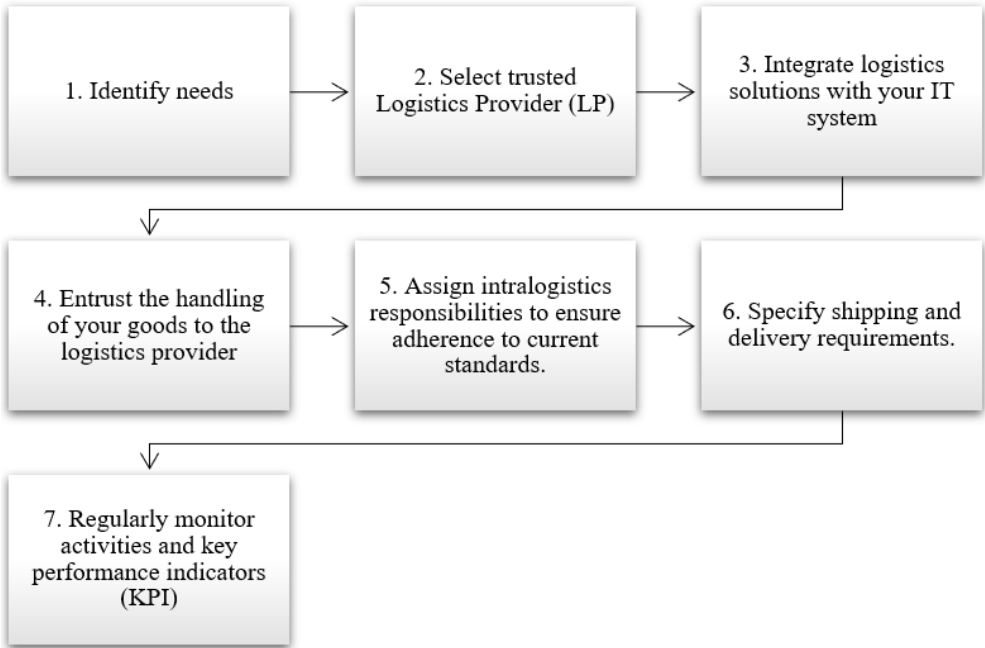 1. Identify needs
2. Select trusted
Logistics Provider (LP)
3. Integrate logistics
solutions with your IT
system
4. Entrust the handling
of your goods to the
logistics provider
5. Assign intralogistics
responsibilities to ensure
adherence to current
standards.
6. Specify shipping and
delivery requirements.
7. Regularly monitor
activities and key
performance indicators
(KPI)